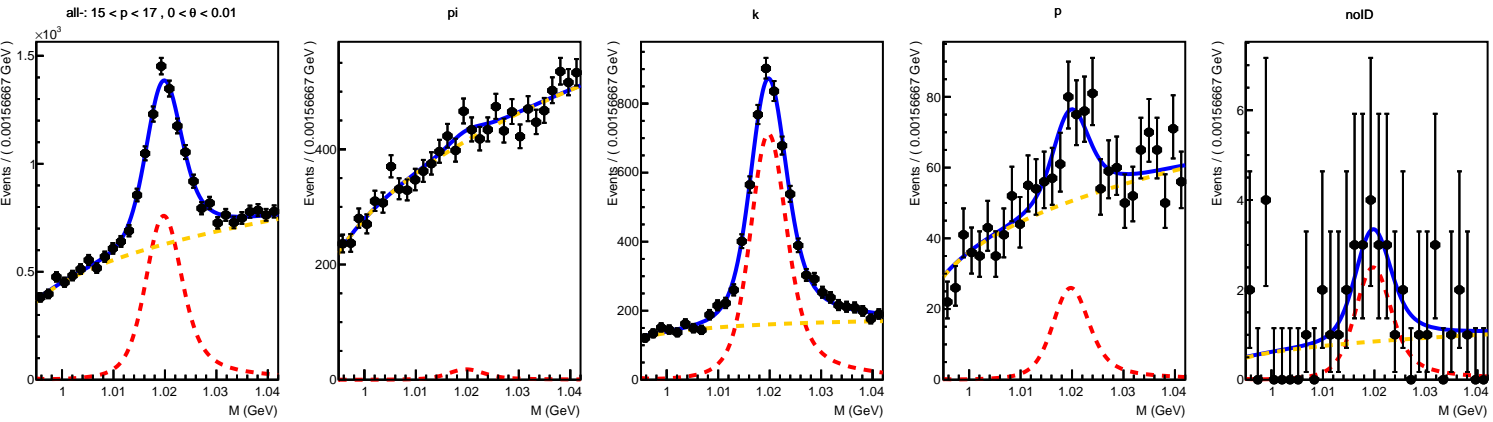 all-: 15 < p < 17 , 0 < θ < 0.01
×10³
Events / ( 0.00156667 GeV )
1.5
1
0.5
0
1 1.01 1.02 1.03 1.04
M (GeV)
pi
Events / ( 0.00156667 GeV )
400
200
0
1 1.01 1.02 1.03 1.04
M (GeV)
k
Events / ( 0.00156667 GeV )
800
600
400
200
0
1 1.01 1.02 1.03 1.04
M (GeV)
p
Events / ( 0.00156667 GeV )
80
60
40
20
0
1 1.01 1.02 1.03 1.04
M (GeV)
noID
Events / ( 0.00156667 GeV )
6
4
2
0
1 1.01 1.02 1.03 1.04
M (GeV)